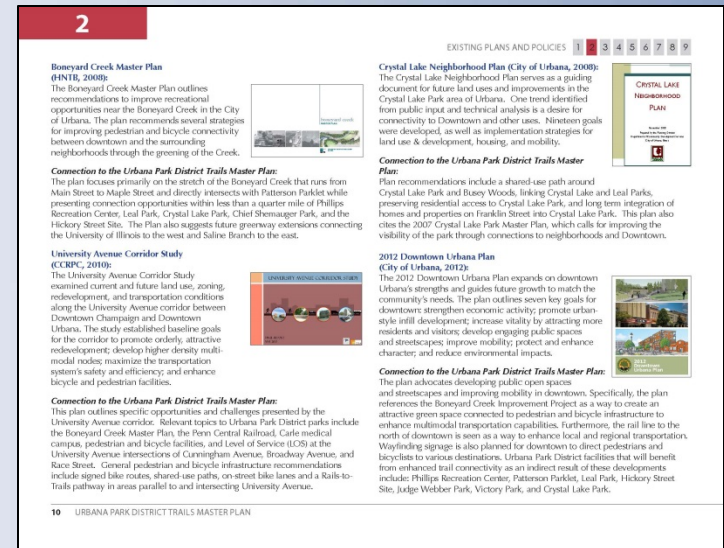 2
EXISTING PLANS AND POLICIES 1 2 3 4 5 6 7 8 9
Boneyard Creek Master Plan
(HNTB, 2008):
The Boneyard Creek Master Plan outlines
recommendations to improve recreational
opportunities near the Boneyard Creek in the City
of Urbana. The plan recommends several strategies
for improving pedestrian and bicycle connectivity
between downtown and the surrounding
neighborhoods through the greening of the Creek.
Connection to the Urbana Park District Trails Master Plan:
The plan focuses primarily on the stretch of the Boneyard Creek that runs from
Main Street to Maple Street and directly intersects with Patterson Parklet while
presenting connection opportunities within less than a quarter mile of Phillips
Recreation Center, Leal Park, Crystal Lake Park, Chief Shemauger Park, and the
Hickory Street Site. The Plan also suggests future greenway extensions connecting
the University of Illinois to the west and Saline Branch to the east.
University Avenue Corridor Study
(CCRPC, 2010):
The University Avenue Corridor Study
examined current and future land use, zoning,
redevelopment, and transportation conditions
along the University Avenue corridor between
Downtown Champaign and Downtown
Urbana. The study established baseline goals
for the corridor to promote orderly, attractive
redevelopment; develop higher density multi-
modal nodes; maximize the transportation
system's safety and efficiency; and enhance
bicycle and pedestrian facilities.
UNIVERSITY AVENUE CORRIDOR STUDY
Connection to the Urbana Park District Trails Master Plan:
This plan outlines specific opportunities and challenges presented by the
University Avenue corridor. Relevant topics to Urbana Park District parks include
the Boneyard Creek Master Plan, the Penn Central Railroad, Carle medical
campus, pedestrian and bicycle facilities, and Level of Service (LOS) at the
University Avenue intersections of Cunningham Avenue, Broadway Avenue, and
Race Street. General pedestrian and bicycle infrastructure recommendations
include signed bike routes, shared-use paths, on-street bike lanes and a Rails-to-
Trails pathway in areas parallel to and intersecting University Avenue.
Crystal Lake Neighborhood Plan (City of Urbana, 2008):
The Crystal Lake Neighborhood Plan serves as a guiding
document for future land uses and improvements in the
Crystal Lake Park area of Urbana. One trend identified
from public input and technical analysis is a desire for
connectivity to Downtown and other uses. Nineteen goals
were developed, as well as implementation strategies for
land use & development, housing, and mobility.
CRYSTAL LAKE
NEIGHBORHOOD
PLAN
Connection to the Urbana Park District Trails Master
Plan:
Plan recommendations include a shared-use path around
Crystal Lake Park and Busey Woods, linking Crystal Lake and Leal Parks,
preserving residential access to Crystal Lake Park, and long term integration of
homes and properties on Franklin Street into Crystal Lake Park. This plan also
cites the 2007 Crystal Lake Park Master Plan, which calls for improving the
visibility of the park through connections to neighborhoods and Downtown.
2012 Downtown Urbana Plan
(City of Urbana, 2012):
The 2012 Downtown Urbana Plan expands on downtown
Urbana's strengths and guides future growth to match the
community's needs. The plan outlines seven key goals for
downtown: strengthen economic activity; promote urban-
style infill development; increase vitality by attracting more
residents and visitors; develop engaging public spaces
and streetscapes; improve mobility; protect and enhance
character; and reduce environmental impacts.
2012
Downtown
Urbana Plan
Connection to the Urbana Park District Trails Master Plan:
The plan advocates developing public open spaces
and streetscapes and improving mobility in downtown. Specifically, the plan
references the Boneyard Creek Improvement Project as a way to create an
attractive green space connected to pedestrian and bicycle infrastructure to
enhance multimodal transportation capabilities. Furthermore, the rail line to the
north of downtown is seen as a way to enhance local and regional transportation.
Wayfinding signage is also planned for downtown to direct pedestrians and
bicyclists to various destinations. Urbana Park District facilities that will benefit
from enhanced trail connectivity as an indirect result of these developments
include: Phillips Recreation Center, Patterson Parklet, Leal Park, Hickory Street
Site, Judge Webber Park, Victory Park, and Crystal Lake Park.
10 URBANA PARK DISTRICT TRAILS MASTER PLAN